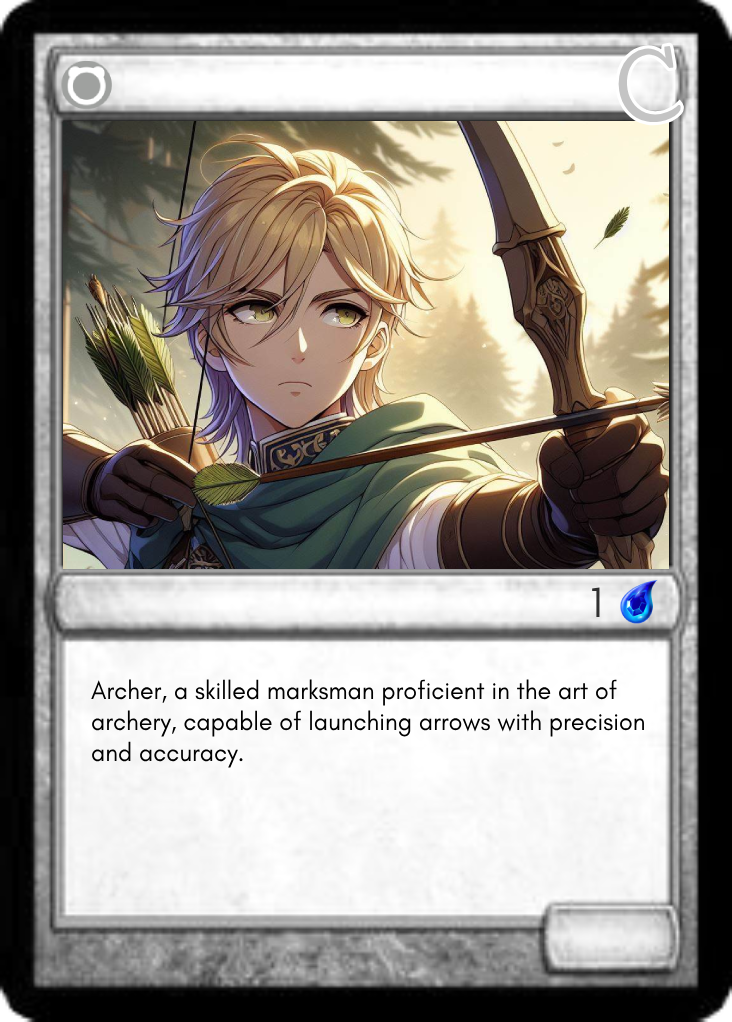 C
1
Archer, a skilled marksman proficient in the art of
archery, capable of launching arrows with precision
and accuracy.